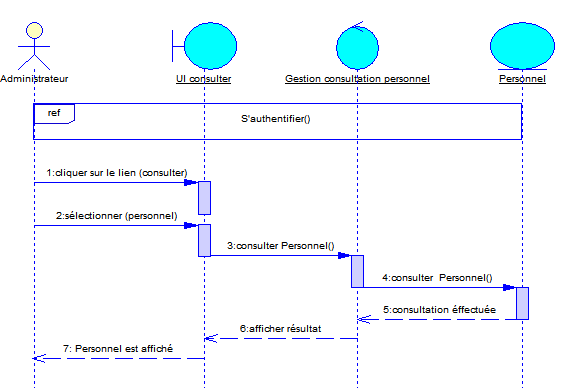 Administrateur
UI consulter
Gestion consultation personnel
Personnel
ref
S'authentifier()
1:cliquer sur le lien (consulter)
2:sélectionner (personnel)
3:consulter Personnel()
4:consulter Personnel()
5:consultation éffectuée
6:afficher résultat
7: Personnel est affiché